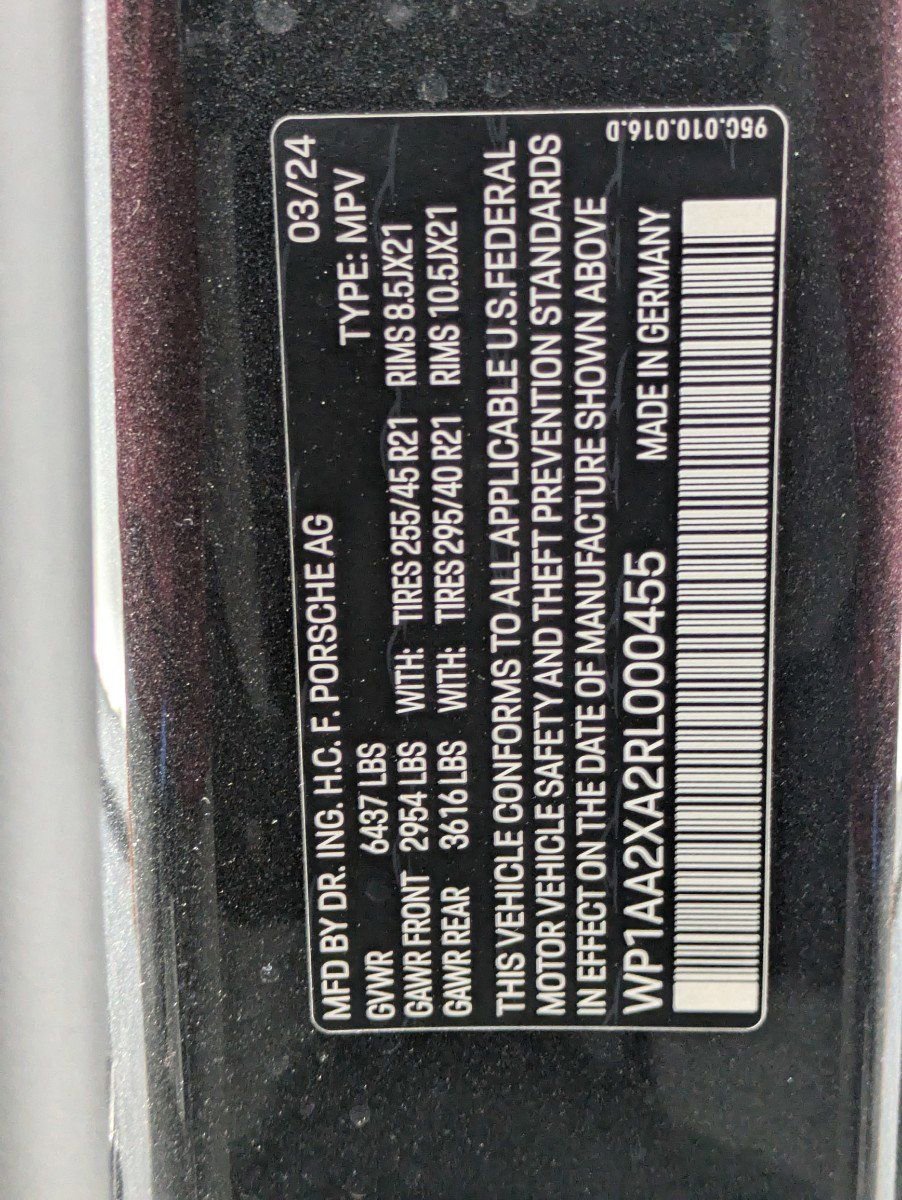 MFD BY DR. ING. H.C. F. PORSCHE AG 03/24
GVWR 6437 LBS TYPE: MPV
GAWR FRONT 2954 LBS WITH: TIRES 255/45 R21 RIMS 8.5JX21
GAWR REAR 3616 LBS WITH: TIRES 295/40 R21 RIMS 10.5JX21
THIS VEHICLE CONFORMS TO ALL APPLICABLE U.S. FEDERAL
MOTOR VEHICLE SAFETY AND THEFT PREVENTION STANDARDS
IN EFFECT ON THE DATE OF MANUFACTURE SHOWN ABOVE
WP1AA2XA2RL000455 MADE IN GERMANY
95C.010.016.D